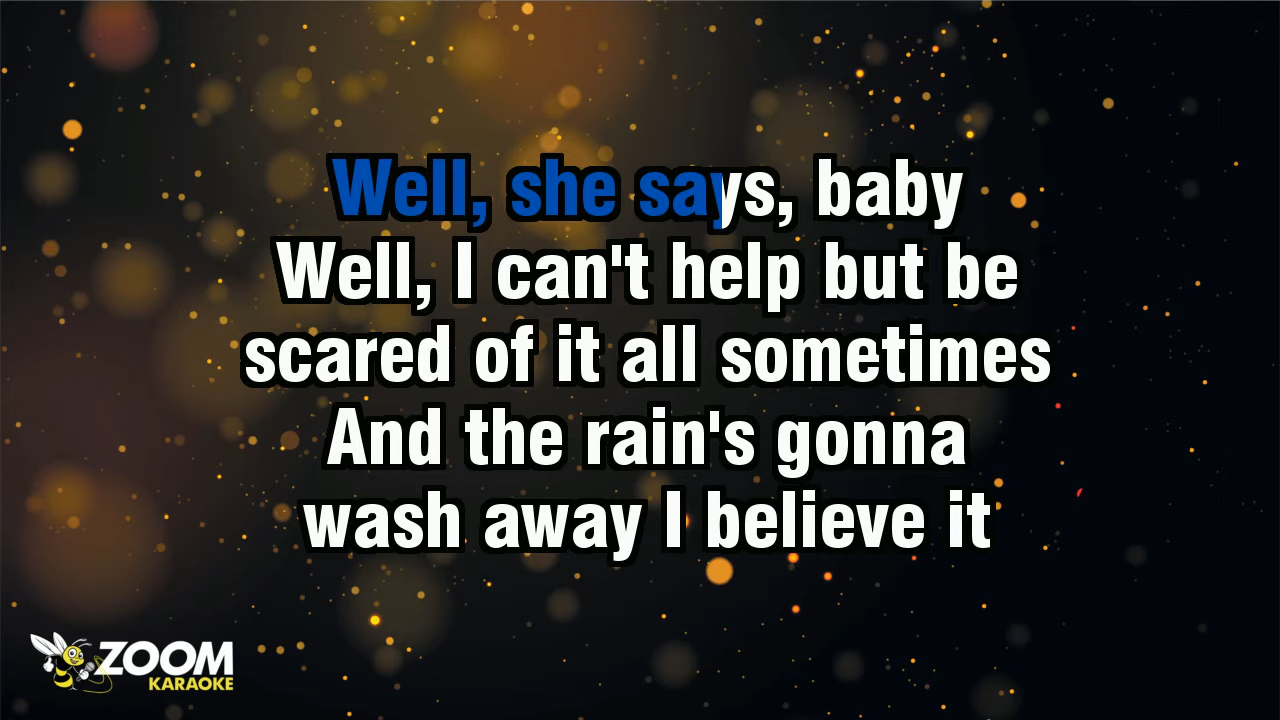 Well, she says, baby
Well, I can't help but be
scared of it all sometimes
And the rain's gonna
wash away I believe it
ZOOM
KARAOKE